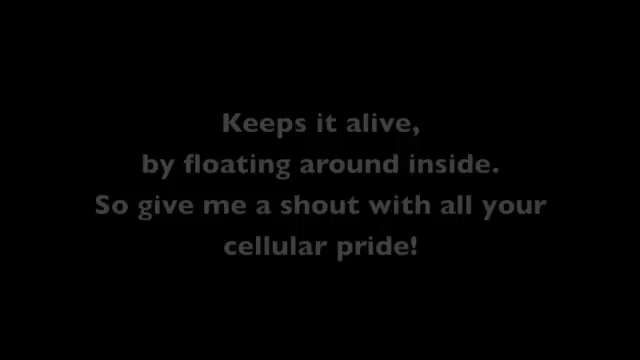 Keeps it alive,
by floating around inside.
So give me a shout with all your
cellular pride!